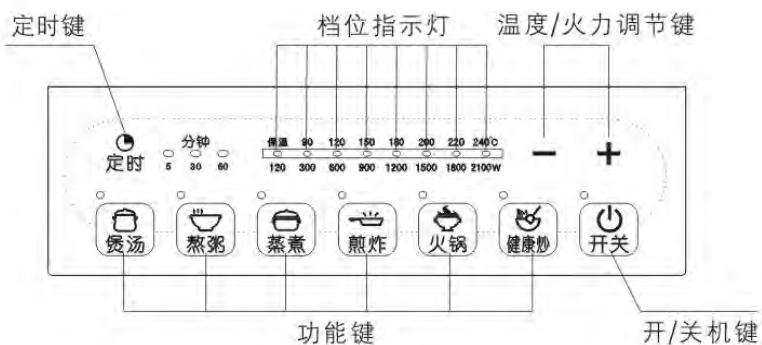 定时键 档位指示灯 温度/火力调节键
分钟 保温 90 120 150 180 200 220 240℃
定时 5 30 60 120 300 600 900 1200 1500 1800 2100W − +
煲汤 熬粥 蒸煮 煎炸 火锅 健康炒 开关
功能键 开/关机键